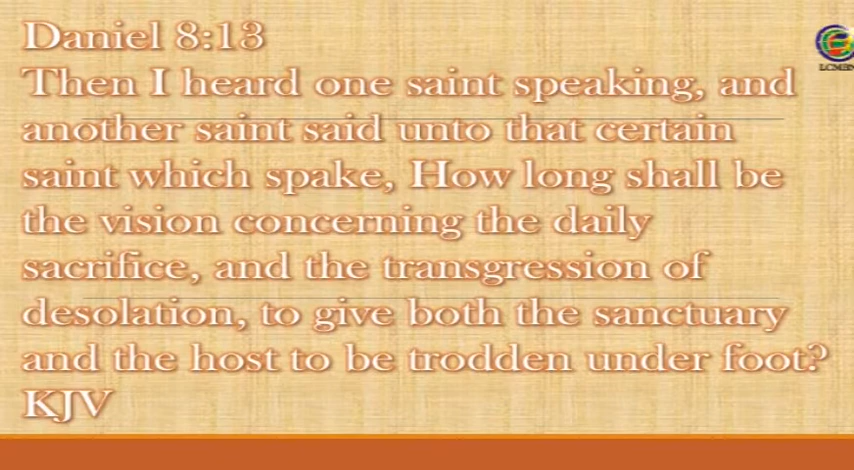 Daniel 8:13
Then I heard one saint speaking, and
another saint said unto that certain
saint which spake, How long shall be
the vision concerning the daily
sacrifice, and the transgression of
desolation, to give both the sanctuary
and the host to be trodden under foot?
KJV